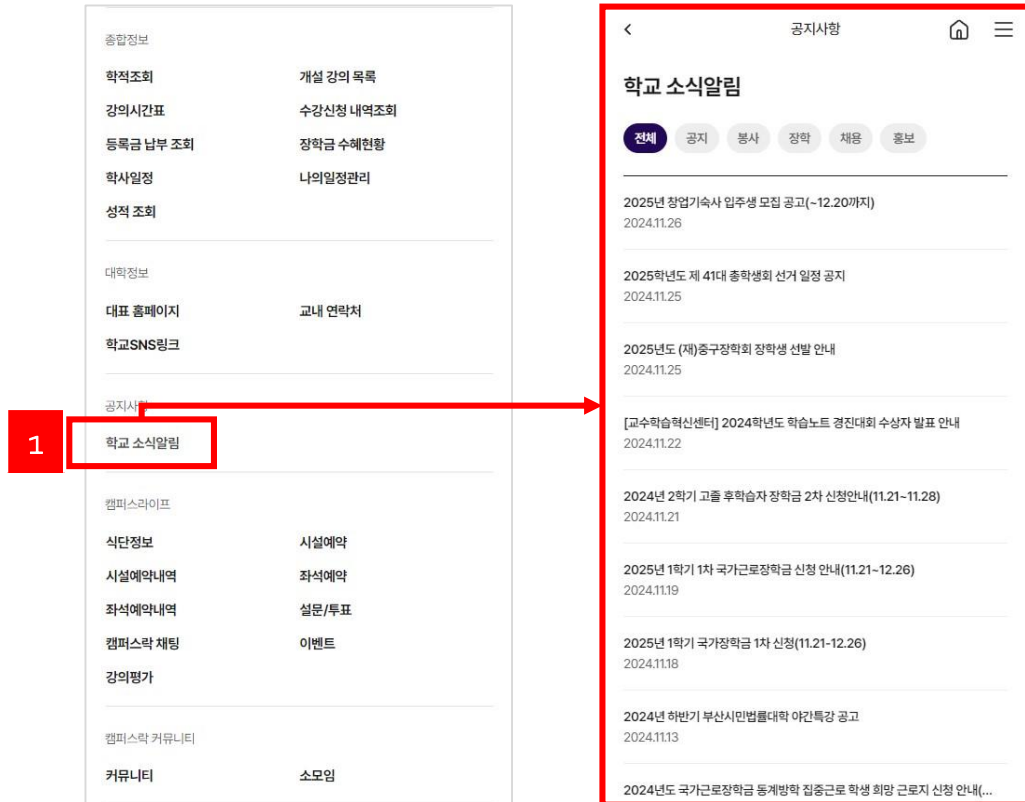 종합정보
학적조회 개설 강의 목록
강의시간표 수강신청 내역조회
등록금 납부 조회 장학금 수혜현황
학사일정 나의일정관리
성적 조회
대학정보
대표 홈페이지 교내 연락처
학교SNS링크
공지사항
1
학교 소식알림
캠퍼스라이프
식단정보 시설예약
시설예약내역 좌석예약
좌석예약내역 설문/투표
캠퍼스락 채팅 이벤트
강의평가
캠퍼스락 커뮤니티
커뮤니티 소모임
공지사항
학교 소식알림
전체 공지 봉사 장학 채용 홍보
2025년 창업기숙사 입주생 모집 공고(~12.20까지)
2024.11.26
2025학년도 제 41대 총학생회 선거 일정 공지
2024.11.25
2025년도 (재)중구장학회 장학생 선발 안내
2024.11.25
[교수학습혁신센터] 2024학년도 학습노트 경진대회 수상자 발표 안내
2024.11.22
2024년 2학기 고졸 후학습자 장학금 2차 신청안내(11.21~11.28)
2024.11.21
2025년 1학기 1차 국가근로장학금 신청 안내(11.21~12.26)
2024.11.19
2025년 1학기 국가장학금 1차 신청(11.21-12.26)
2024.11.18
2024년 하반기 부산시민법률대학 야간특강 공고
2024.11.13
2024년도 국가근로장학금 동계방학 집중근로 학생 희망 근로지 신청 안내(...